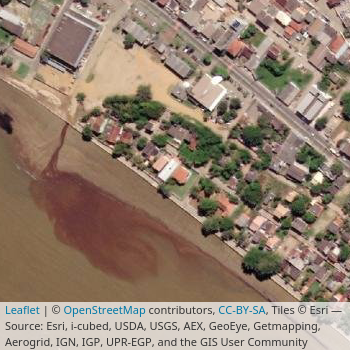 Leaflet | © OpenStreetMap contributors, CC-BY-SA, Tiles © Esri —
Source: Esri, i-cubed, USDA, USGS, AEX, GeoEye, Getmapping,
Aerogrid, IGN, IGP, UPR-EGP, and the GIS User Community